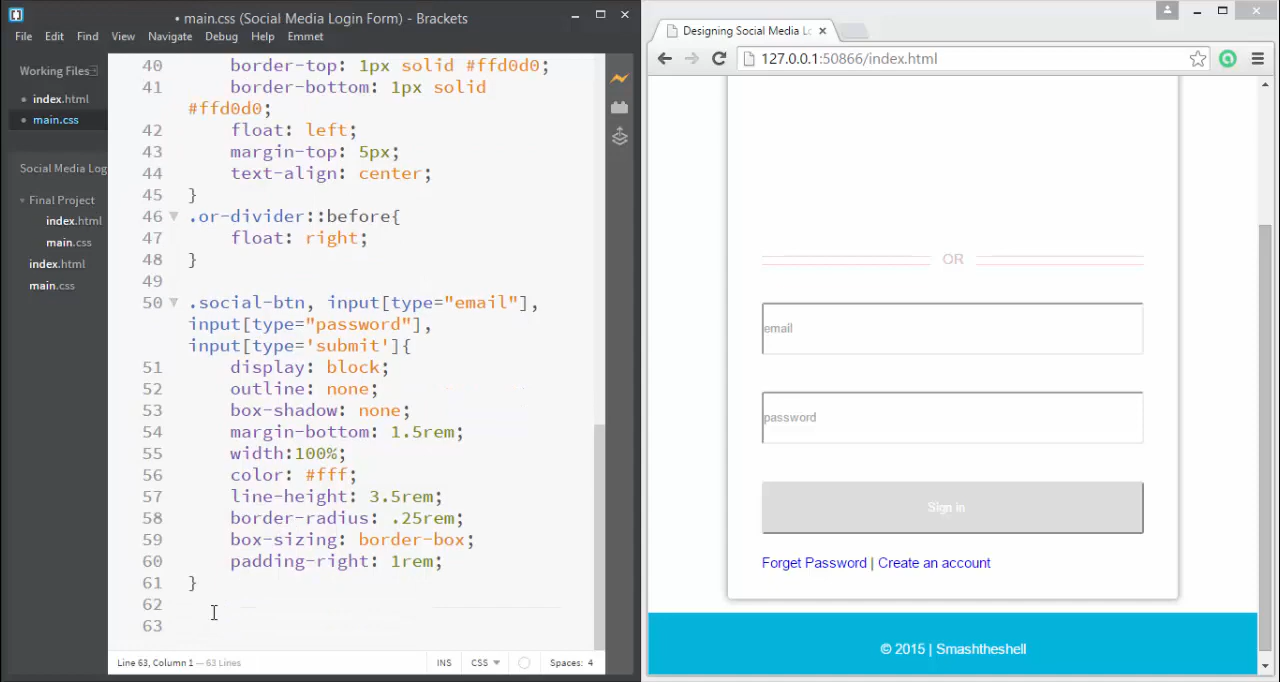 • main.css (Social Media Login Form) - Brackets
File Edit Find View Navigate Debug Help Emmet
Working Files
• index.html
• main.css
Social Media Log
Final Project
index.html
main.css
index.html
main.css
40 border-top: 1px solid #ffd0d0;
41 border-bottom: 1px solid
#ffd0d0;
42 float: left;
43 margin-top: 5px;
44 text-align: center;
45 }
46 .or-divider::before{
47 float: right;
48 }
49
50 .social-btn, input[type="email"],
input[type="password"],
input[type='submit']{
51 display: block;
52 outline: none;
53 box-shadow: none;
54 margin-bottom: 1.5rem;
55 width:100%;
56 color: #fff;
57 line-height: 3.5rem;
58 border-radius: .25rem;
59 box-sizing: border-box;
60 padding-right: 1rem;
61 }
62
63
Line 63, Column 1 — 63 Lines
INS CSS Spaces: 4
Designing Social Media Lo
127.0.0.1:50866/index.html
OR
email
password
Sign in
Forget Password | Create an account
© 2015 | Smashtheshell